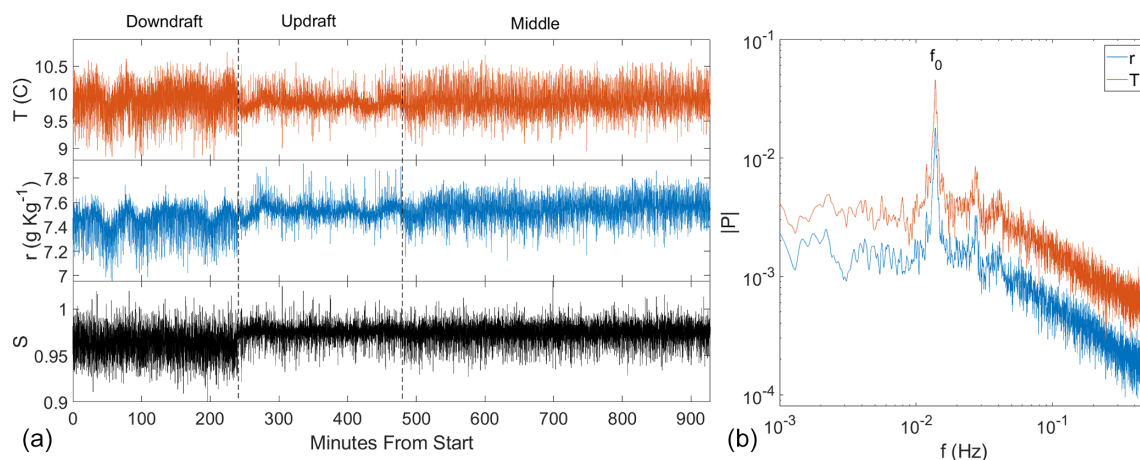 Downdraft Updraft Middle
10.5
10
9.5
9
T (C)
7.8
7.6
7.4
7.2
7
r (g Kg⁻¹)
1
0.95
0.9
S
0 100 200 300 400 500 600 700 800 900
Minutes From Start
(a)
10⁻¹
10⁻²
10⁻³
10⁻⁴
|P|
f₀
r
T
10⁻³ 10⁻² 10⁻¹
f (Hz)
(b)